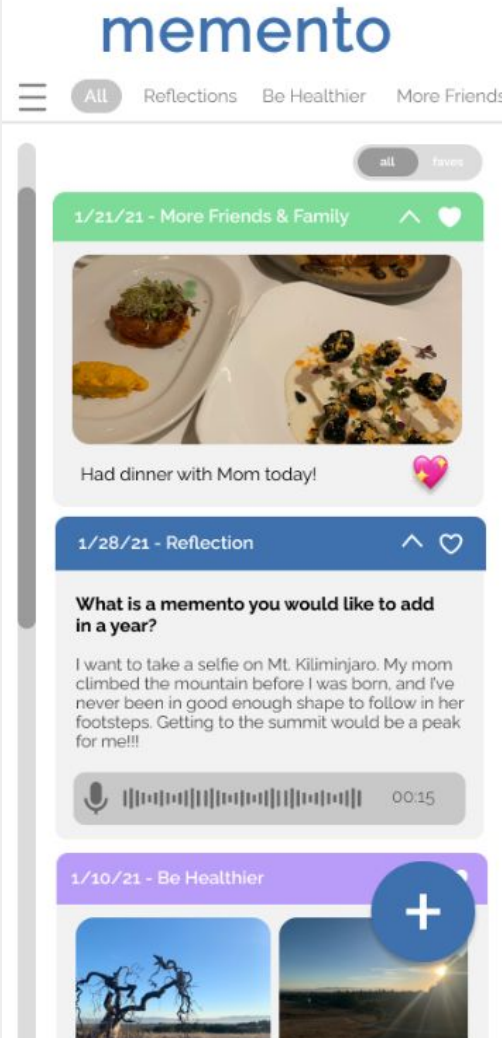 memento
All Reflections Be Healthier More Friends
all faves
1/21/21 - More Friends & Family
Had dinner with Mom today!
1/28/21 - Reflection
What is a memento you would like to add
in a year?
I want to take a selfie on Mt. Kiliminjaro. My mom
climbed the mountain before I was born, and I've
never been in good enough shape to follow in her
footsteps. Getting to the summit would be a peak
for me!!!
00:15
1/10/21 - Be Healthier
+